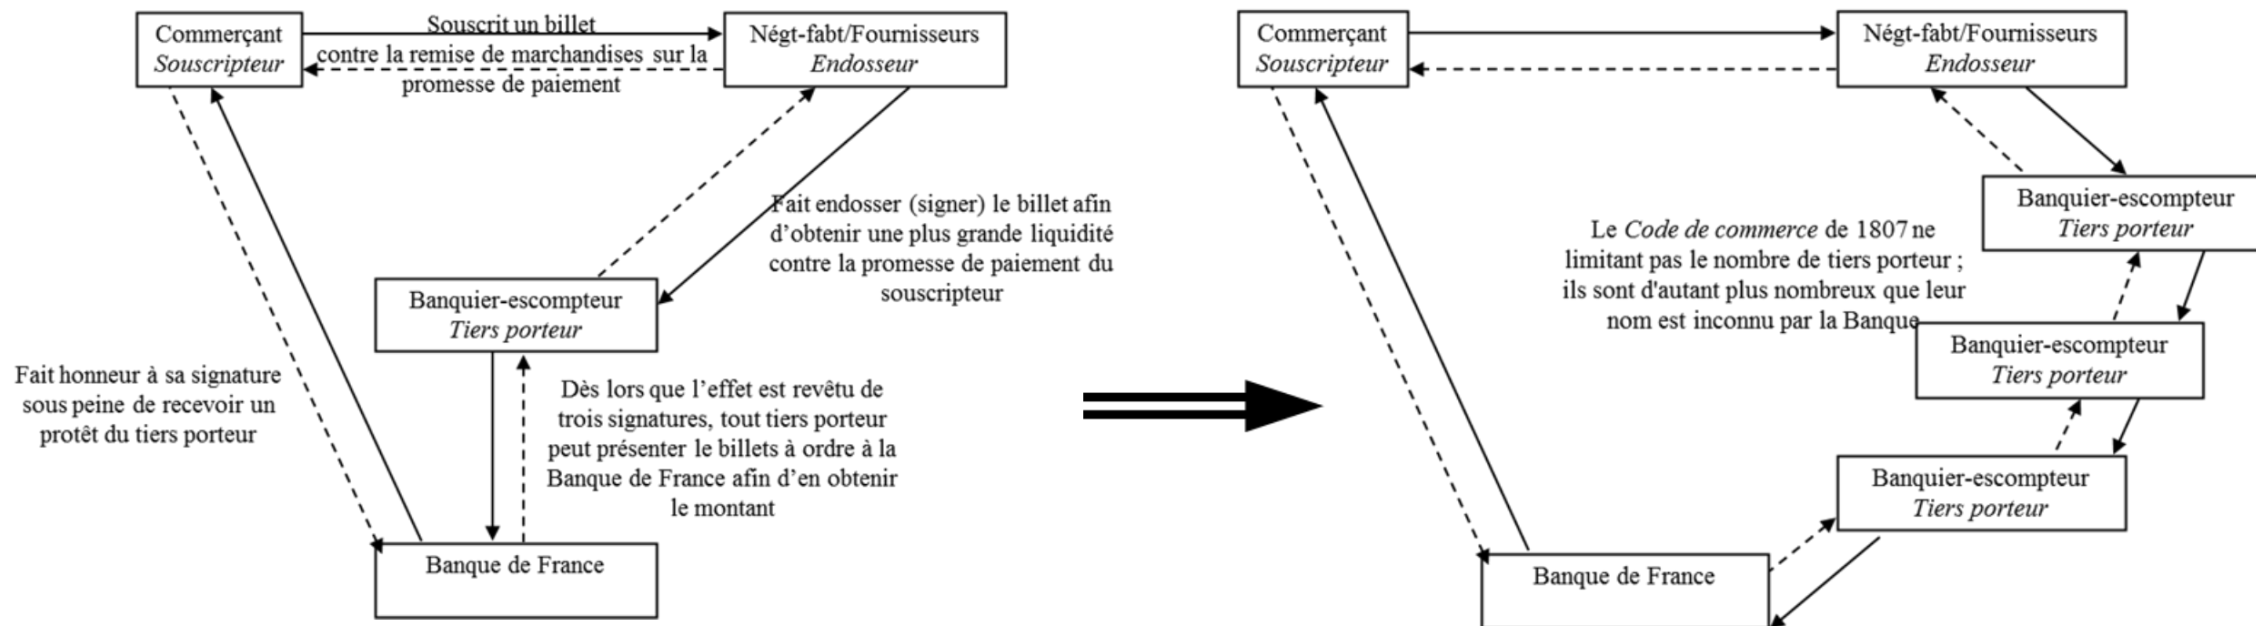 Commerçant
Souscripteur
Souscrit un billet
contre la remise de marchandises sur la
promesse de paiement
Négt-fabt/Fournisseurs
Endosseur
Fait endosser (signer) le billet afin
d’obtenir une plus grande liquidité
contre la promesse de paiement du
souscripteur
Banquier-escompteur
Tiers porteur
Fait honneur à sa signature
sous peine de recevoir un
protêt du tiers porteur
Dès lors que l’effet est revêtu de
trois signatures, tout tiers porteur
peut présenter le billets à ordre à la
Banque de France afin d’en obtenir
le montant
Banque de France
Commerçant
Souscripteur
Négt-fabt/Fournisseurs
Endosseur
Banquier-escompteur
Tiers porteur
Le Code de commerce de 1807 ne
limitant pas le nombre de tiers porteur ;
ils sont d'autant plus nombreux que leur
nom est inconnu par la Banque
Banquier-escompteur
Tiers porteur
Banquier-escompteur
Tiers porteur
Banque de France